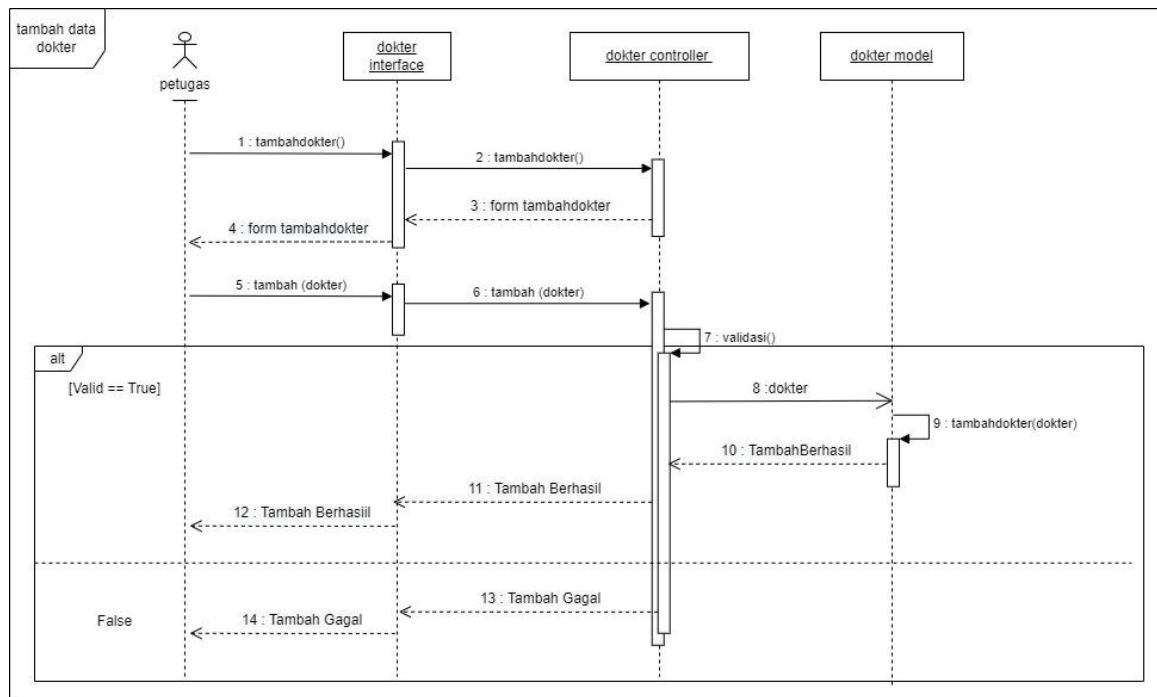 tambah data
dokter
petugas
dokter
interface
dokter controller
dokter model
1 : tambahdokter()
2 : tambahdokter()
3 : form tambahdokter
4 : form tambahdokter
5 : tambah (dokter)
6 : tambah (dokter)
7 : validasi()
alt
[Valid == True]
8 :dokter
9 : tambahdokter(dokter)
10 : TambahBerhasil
11 : Tambah Berhasil
12 : Tambah Berhasiil
False
13 : Tambah Gagal
14 : Tambah Gagal